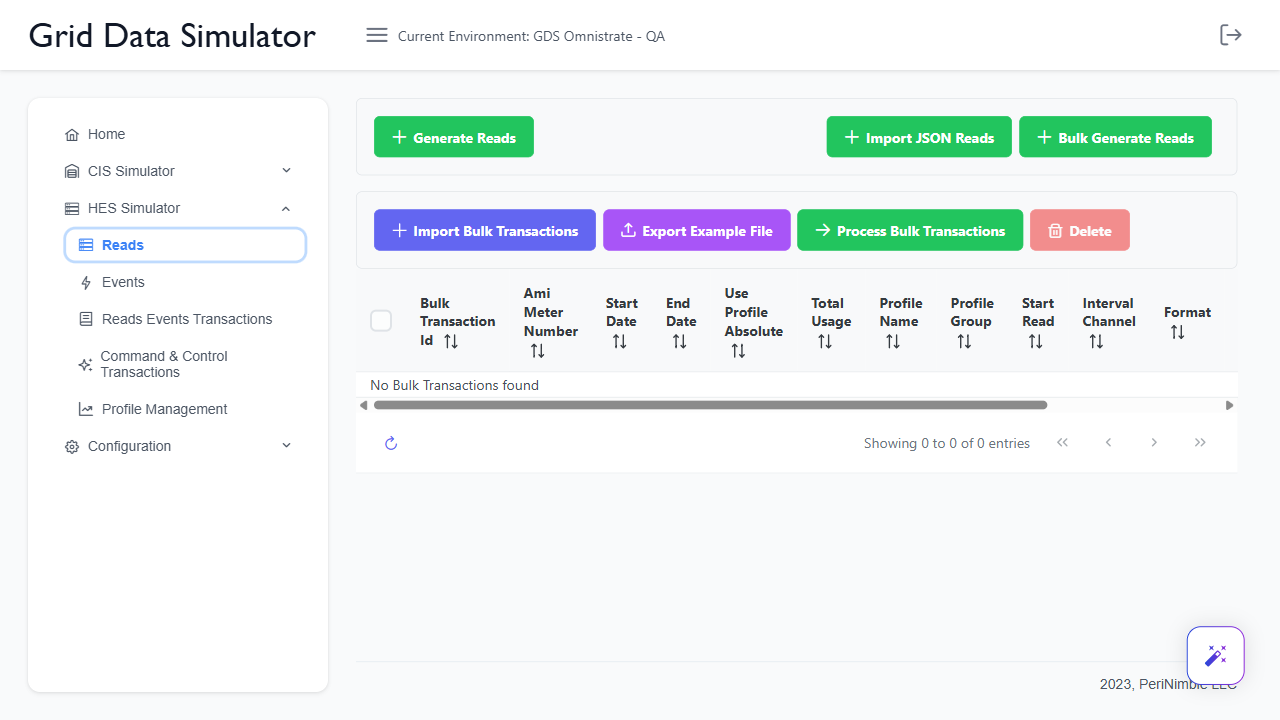 Grid Data Simulator
Current Environment: GDS Omnistrate - QA
Home
CIS Simulator
HES Simulator
Reads
Events
Reads Events Transactions
Command & Control
Transactions
Profile Management
Configuration
Generate Reads
Import JSON Reads
Bulk Generate Reads
Import Bulk Transactions
Export Example File
Process Bulk Transactions
Delete
Bulk
Transaction
Id
Ami
Meter
Number
Start
Date
End
Date
Use
Profile
Absolute
Total
Usage
Profile
Name
Profile
Group
Start
Read
Interval
Channel
Format
No Bulk Transactions found
Showing 0 to 0 of 0 entries
2023, PeriNimble LLC